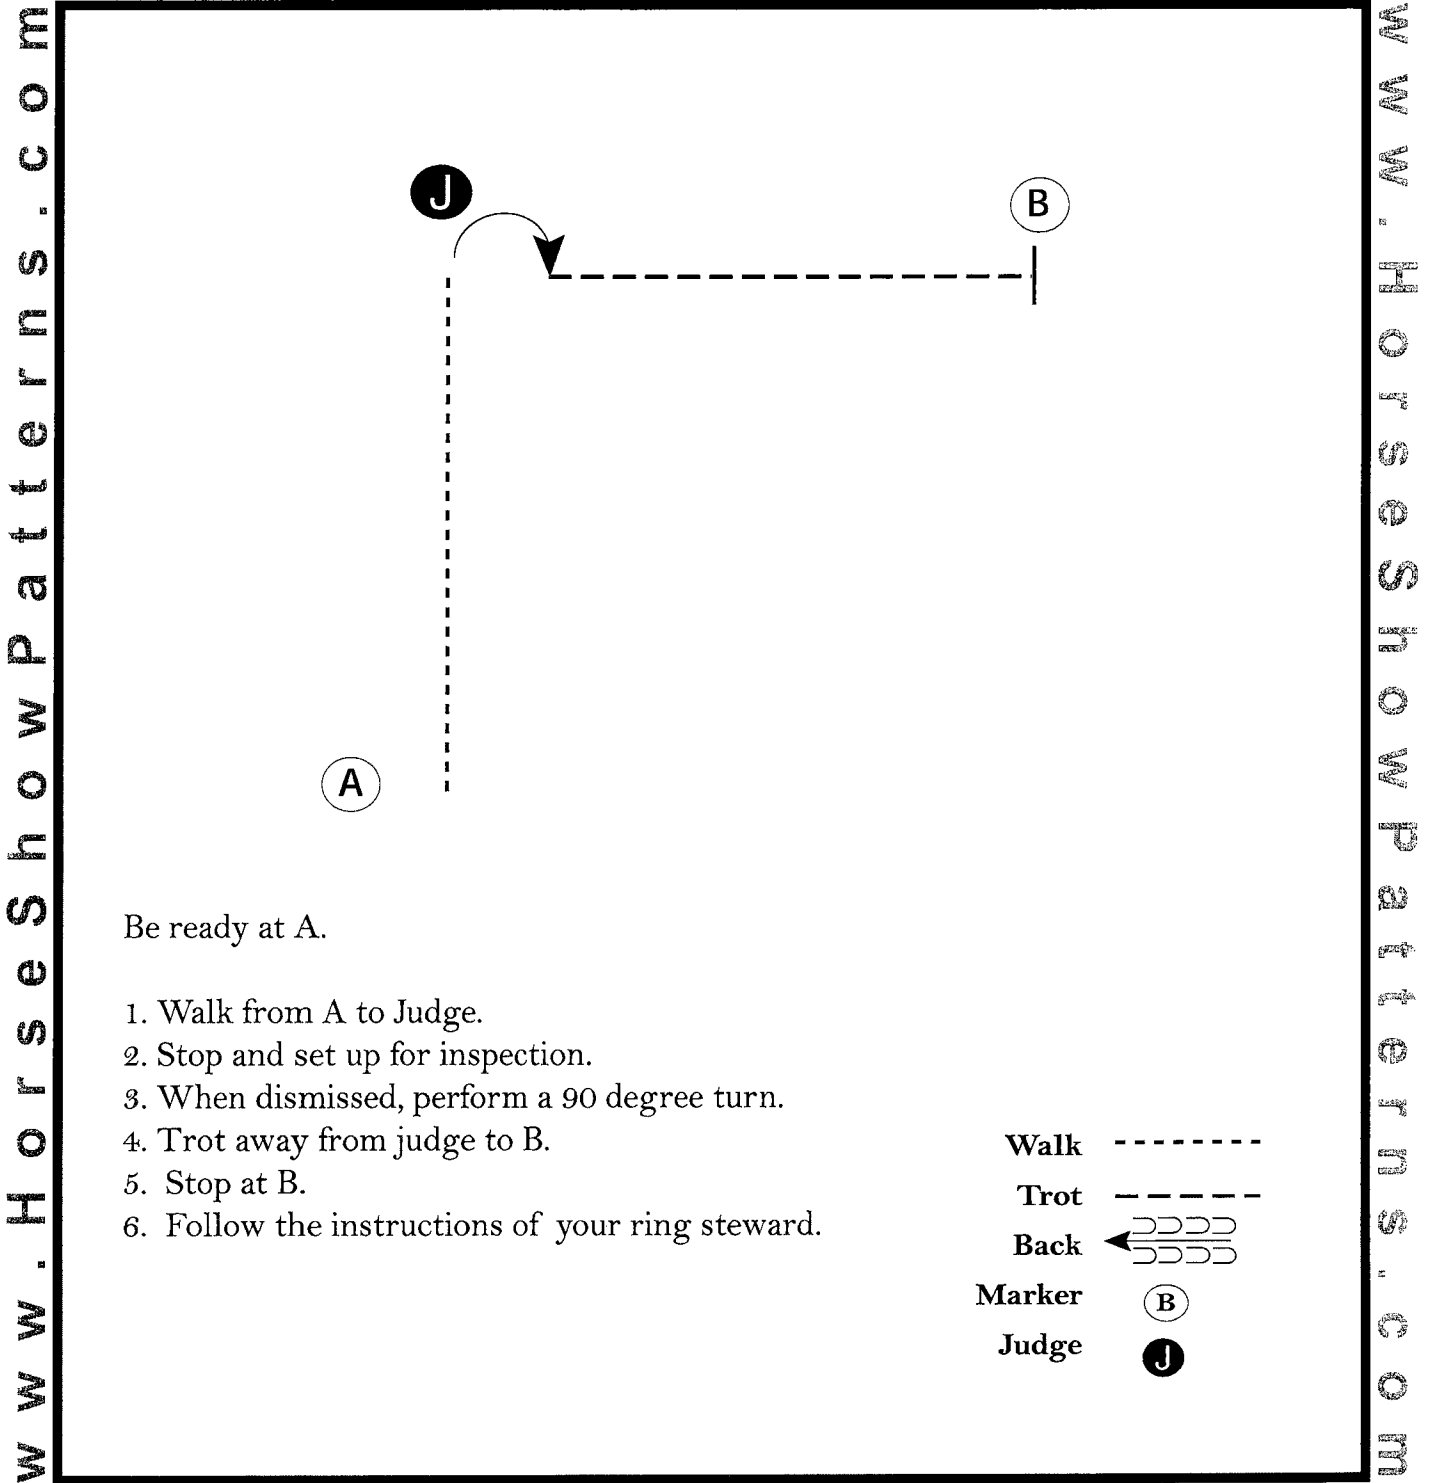 www.HorseShowPatterns.com
www.HorseShowPatterns.com
J
B
A
Be ready at A.
1. Walk from A to Judge.
2. Stop and set up for inspection.
3. When dismissed, perform a 90 degree turn.
4. Trot away from judge to B.
5. Stop at B.
6. Follow the instructions of your ring steward.
Walk
Trot
Back
Marker B
Judge J